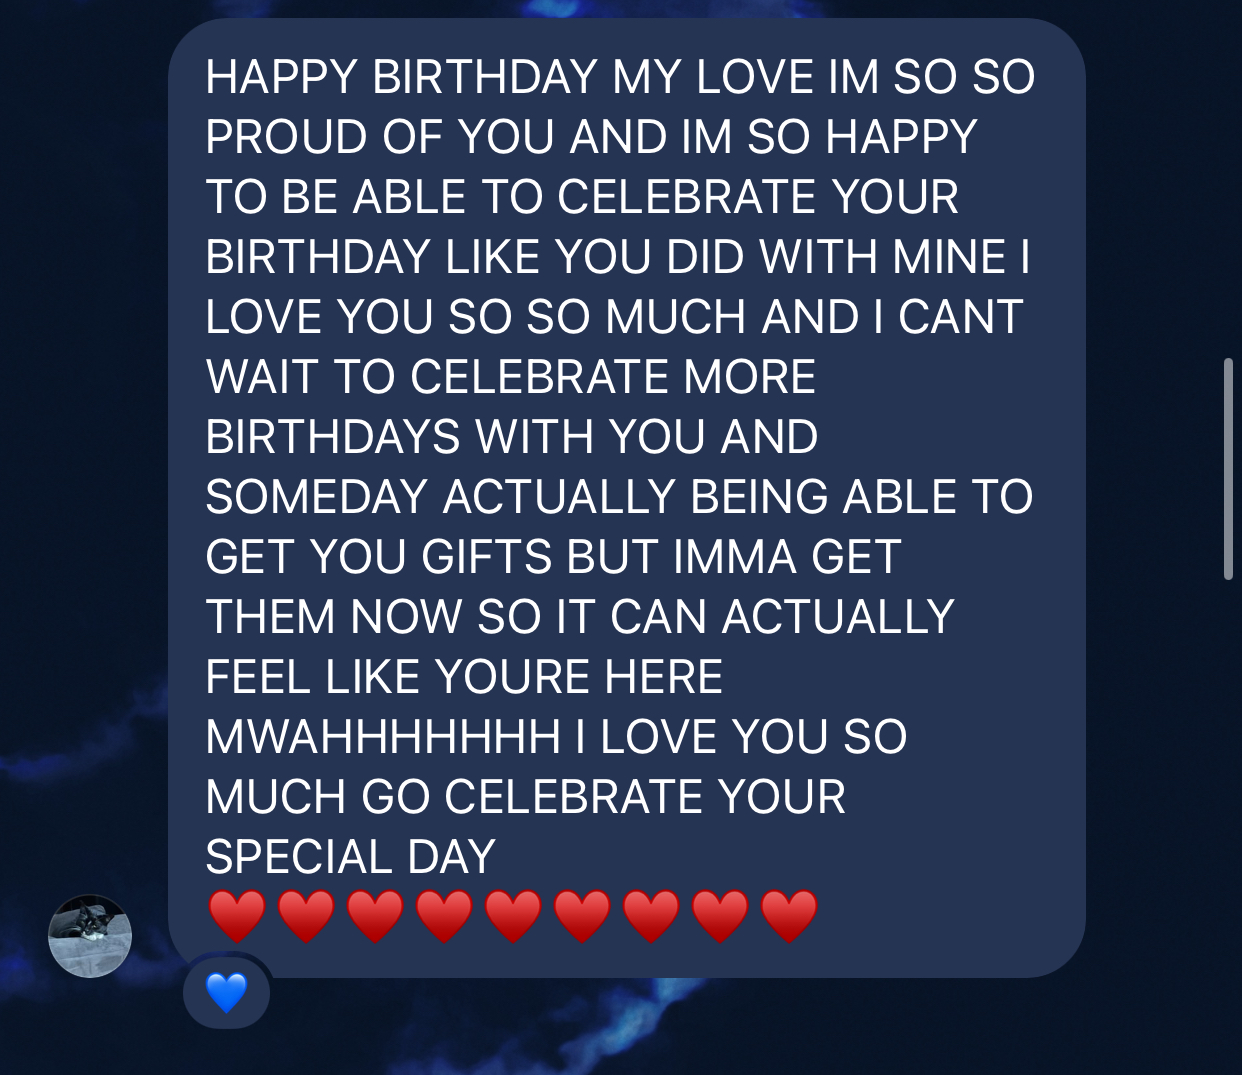 HAPPY BIRTHDAY MY LOVE IM SO SO
PROUD OF YOU AND IM SO HAPPY
TO BE ABLE TO CELEBRATE YOUR
BIRTHDAY LIKE YOU DID WITH MINE I
LOVE YOU SO SO MUCH AND I CANT
WAIT TO CELEBRATE MORE
BIRTHDAYS WITH YOU AND
SOMEDAY ACTUALLY BEING ABLE TO
GET YOU GIFTS BUT IMMA GET
THEM NOW SO IT CAN ACTUALLY
FEEL LIKE YOURE HERE
MWAHHHHHHH I LOVE YOU SO
MUCH GO CELEBRATE YOUR
SPECIAL DAY
♥️♥️♥️♥️♥️♥️♥️♥️♥️
💙